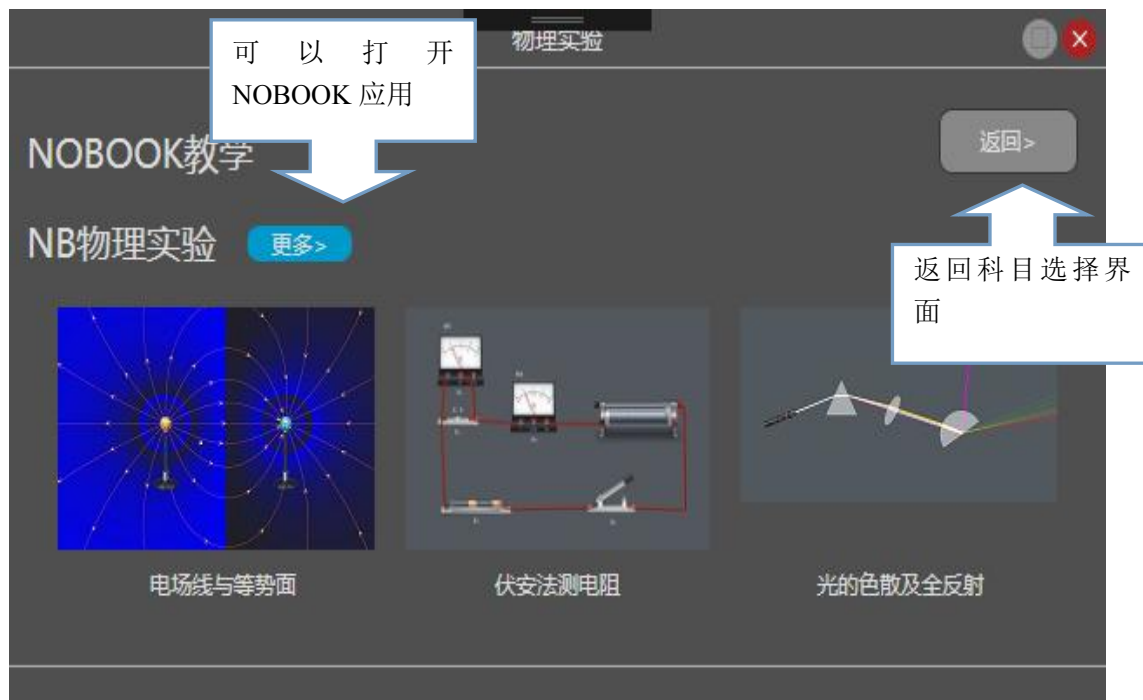 物理实验
可以打开
NOBOOK 应用
NOBOOK教学
返回>
NB物理实验
更多>
返回科目选择界
面
电场线与等势面
伏安法测电阻
光的色散及全反射